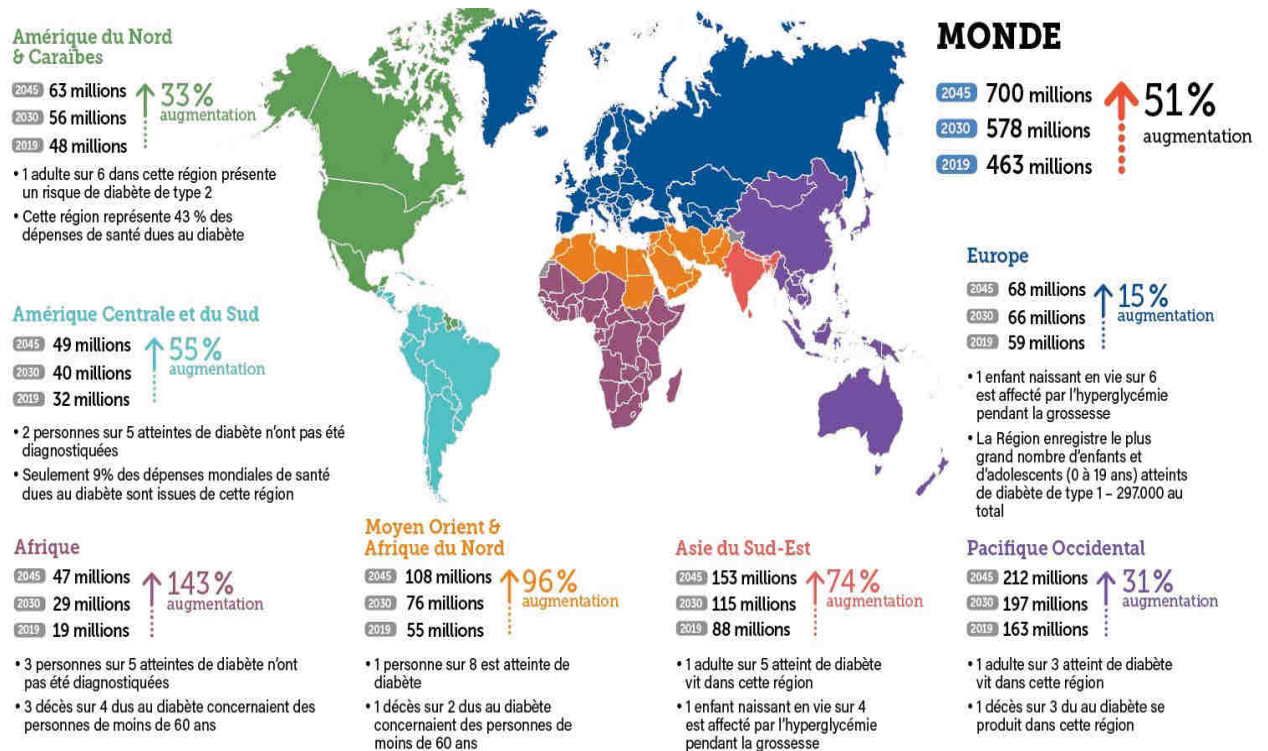 Amérique du Nord
& Caraïbes
2045 63 millions
2030 56 millions
2019 48 millions
33%
augmentation
• 1 adulte sur 6 dans cette région présente
un risque de diabète de type 2
• Cette région représente 43 % des
dépenses de santé dues au diabète
MONDE
2045 700 millions
2030 578 millions
2019 463 millions
51%
augmentation
Amérique Centrale et du Sud
2045 49 millions
2030 40 millions
2019 32 millions
55%
augmentation
• 2 personnes sur 5 atteintes de diabète n'ont pas été
diagnostiquées
• Seulement 9% des dépenses mondiales de santé
dues au diabète sont issues de cette région
Europe
2045 68 millions
2030 66 millions
2019 59 millions
15%
augmentation
• 1 enfant naissant en vie sur 6
est affecté par l'hyperglycémie
pendant la grossesse
• La Région enregistre le plus
grand nombre d'enfants et
d'adolescents (0 à 19 ans) atteints
de diabète de type 1 – 297.000 au
total
Afrique
2045 47 millions
2030 29 millions
2019 19 millions
143%
augmentation
• 3 personnes sur 5 atteintes de diabète n'ont
pas été diagnostiquées
• 3 décès sur 4 dus au diabète concernaient des
personnes de moins de 60 ans
Moyen Orient &
Afrique du Nord
2045 108 millions
2030 76 millions
2019 55 millions
96%
augmentation
• 1 personne sur 8 est atteinte de
diabète
• 1 décès sur 2 dus au diabète
concernaient des personnes de
moins de 60 ans
Asie du Sud-Est
2045 153 millions
2030 115 millions
2019 88 millions
74%
augmentation
• 1 adulte sur 5 atteint de diabète
vit dans cette région
• 1 enfant naissant en vie sur 4
est affecté par l'hyperglycémie
pendant la grossesse
Pacifique Occidental
2045 212 millions
2030 197 millions
2019 163 millions
31%
augmentation
• 1 adulte sur 3 atteint de diabète
vit dans cette région
• 1 décès sur 3 du au diabète se
produit dans cette région